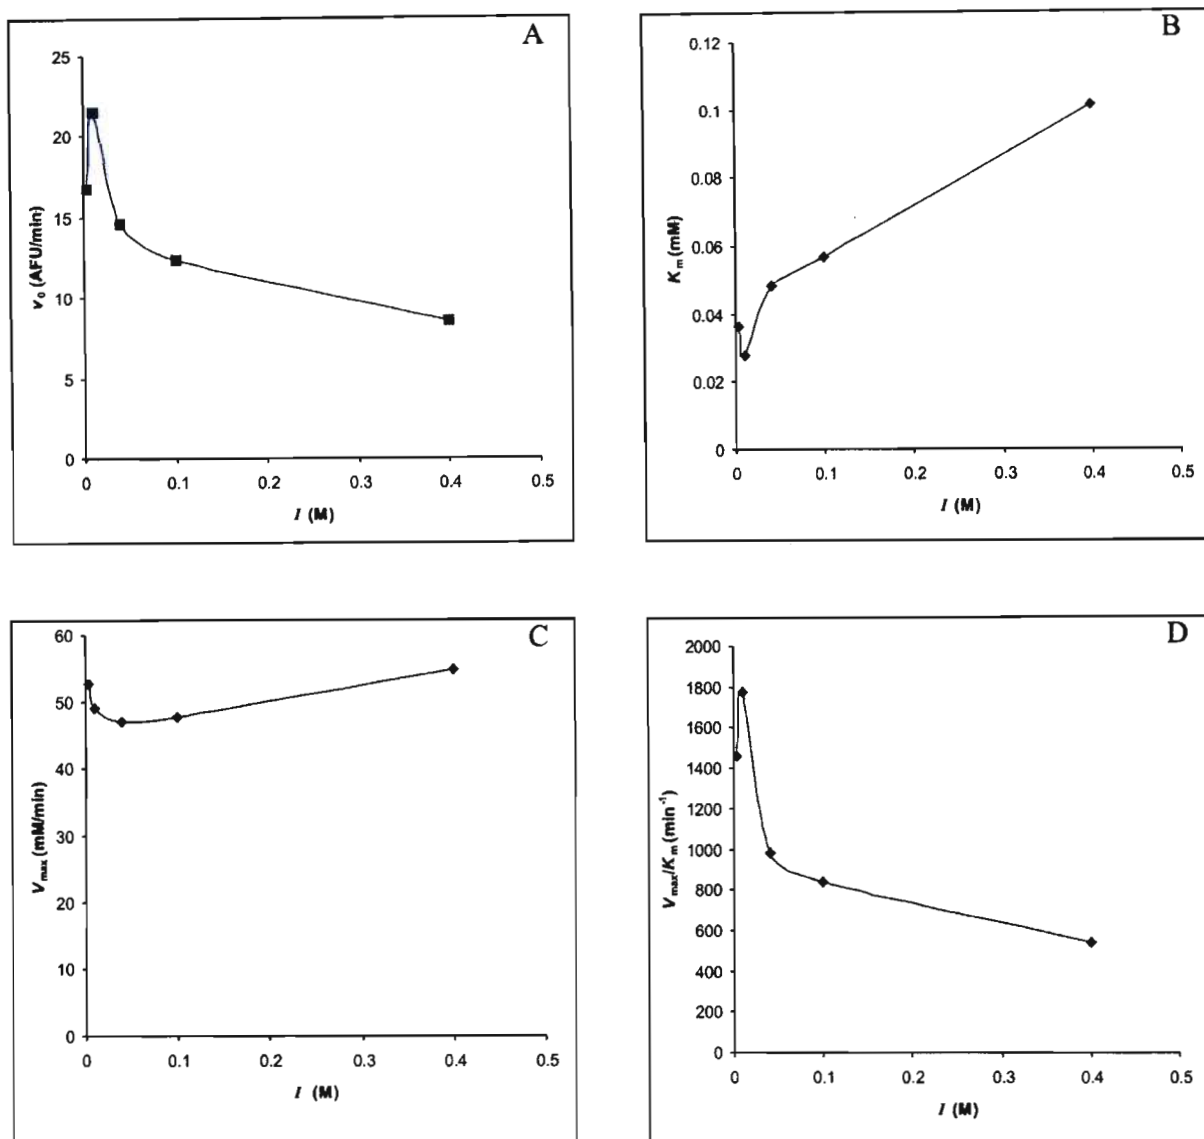 A
25
20
15
10
5
0
v₀ (AFU/min)
0 0.1 0.2 0.3 0.4 0.5
I (M)
B
0.12
0.1
0.08
0.06
0.04
0.02
0
Kₘ (mM)
0 0.1 0.2 0.3 0.4 0.5
I (M)
C
60
50
40
30
20
10
0
Vmax (mM/min)
0 0.1 0.2 0.3 0.4 0.5
I (M)
D
2000
1800
1600
1400
1200
1000
800
600
400
200
0
Vmax/Kₘ (min⁻¹)
0 0.1 0.2 0.3 0.4 0.5
I (M)